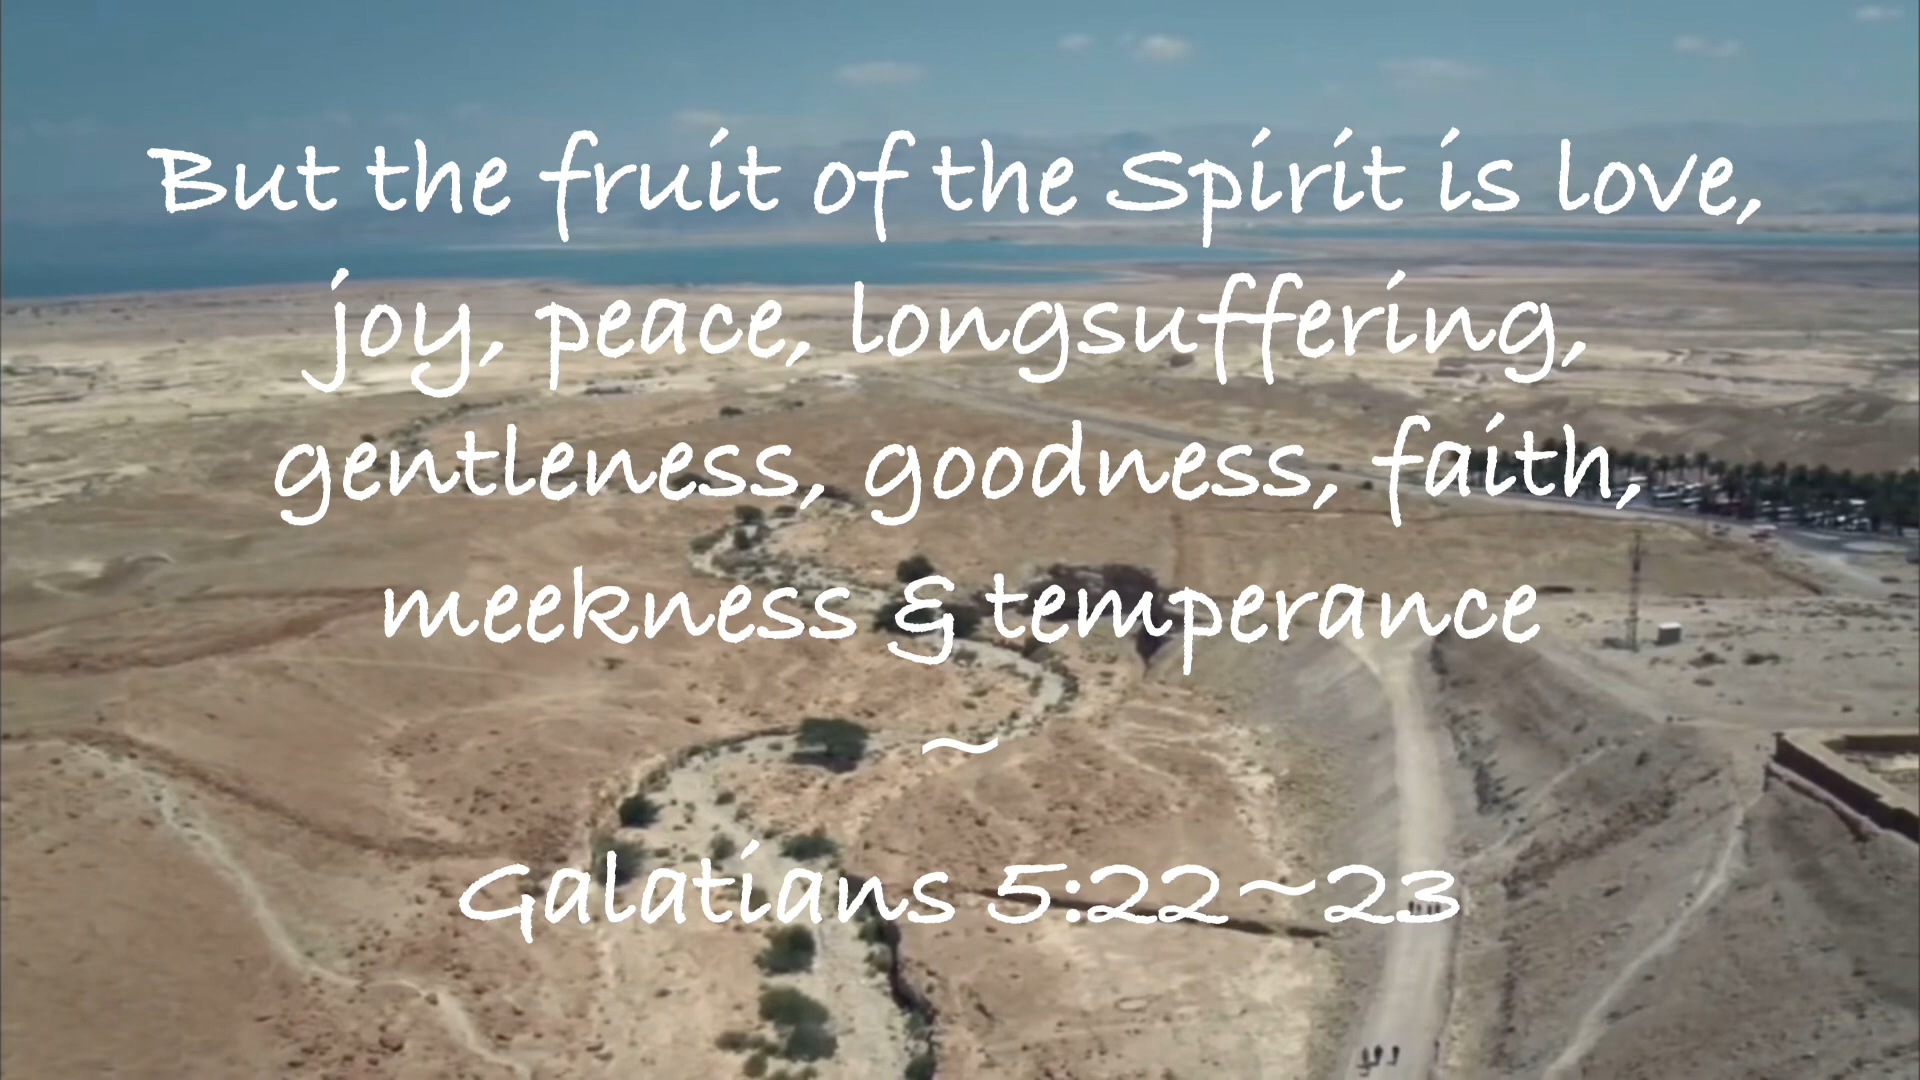 But the fruit of the Spirit is love,
joy, peace, longsuffering,
gentleness, goodness, faith,
meekness & temperance
~
Galatians 5:22~23